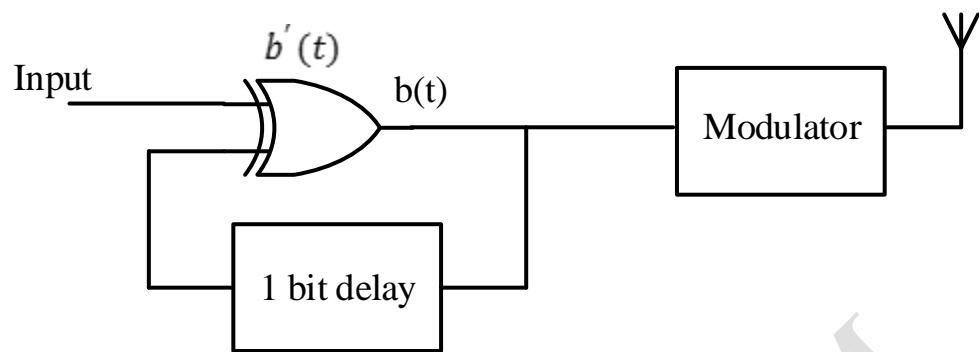 b′(t)
Input
b(t)
Modulator
1 bit delay